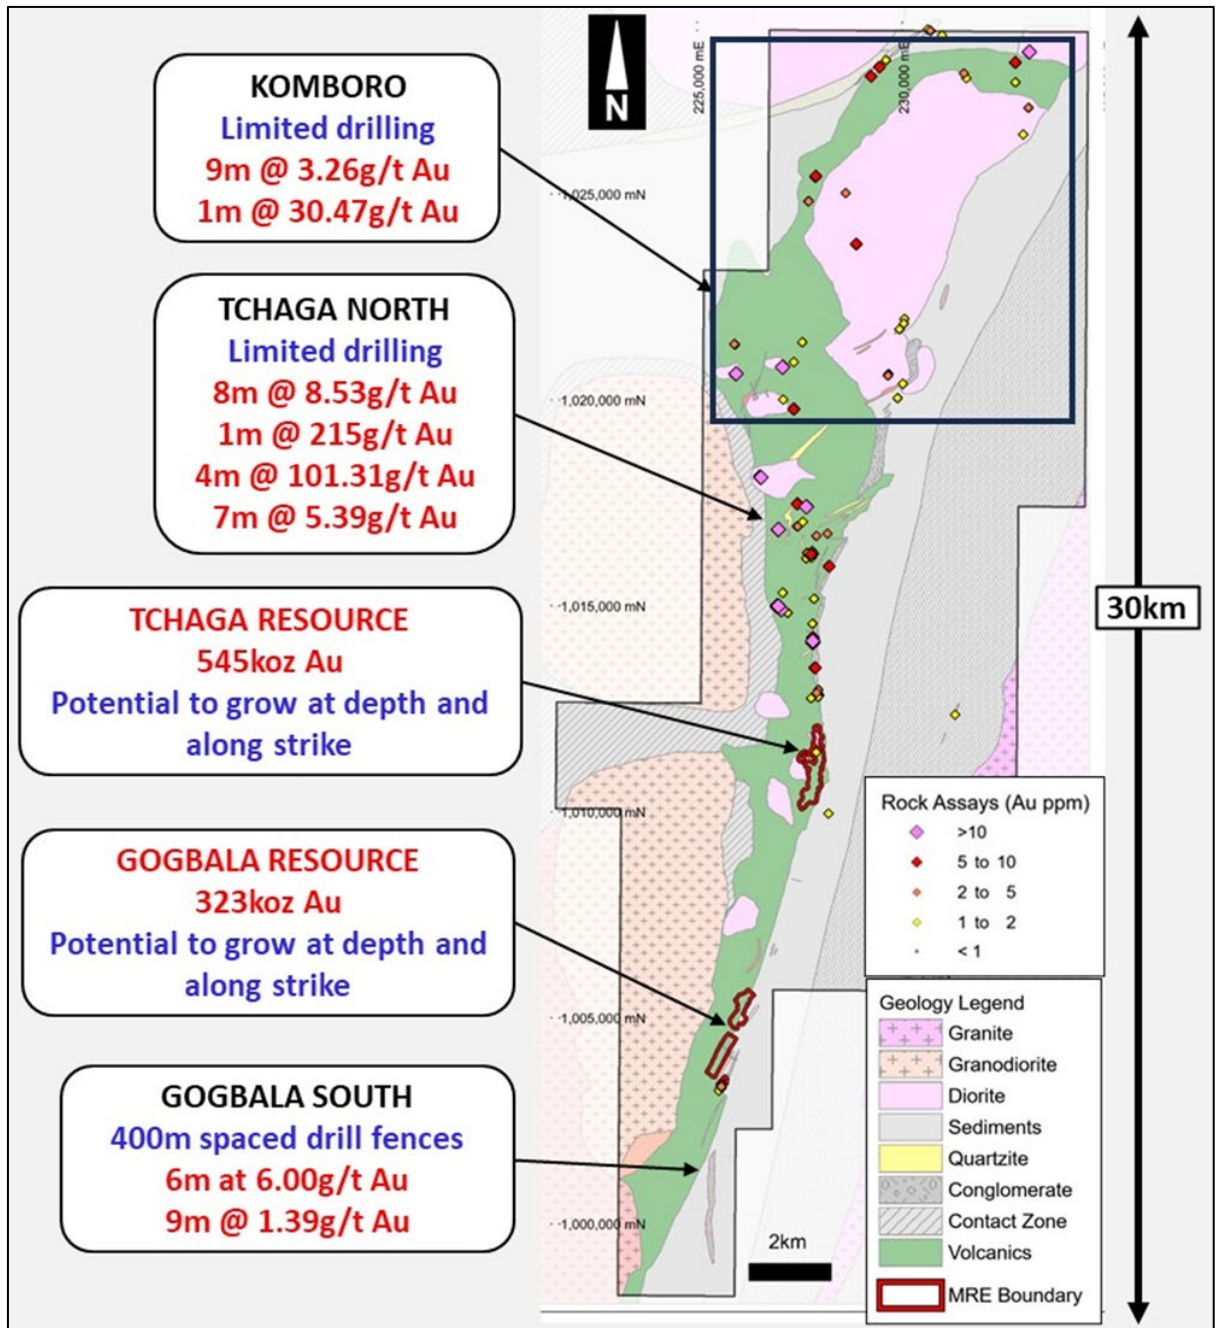 KOMBORO
Limited drilling
9m @ 3.26g/t Au
1m @ 30.47g/t Au
TCHAGA NORTH
Limited drilling
8m @ 8.53g/t Au
1m @ 215g/t Au
4m @ 101.31g/t Au
7m @ 5.39g/t Au
TCHAGA RESOURCE
545koz Au
Potential to grow at depth and
along strike
GOGBALA RESOURCE
323koz Au
Potential to grow at depth and
along strike
GOGBALA SOUTH
400m spaced drill fences
6m at 6.00g/t Au
9m @ 1.39g/t Au
N
225,000 mE
230,000 mE
1,025,000 mN
1,020,000 mN
1,015,000 mN
1,010,000 mN
1,005,000 mN
1,000,000 mN
30km
2km
Rock Assays (Au ppm)
>10
5 to 10
2 to 5
1 to 2
< 1
Geology Legend
Granite
Granodiorite
Diorite
Sediments
Quartzite
Conglomerate
Contact Zone
Volcanics
MRE Boundary